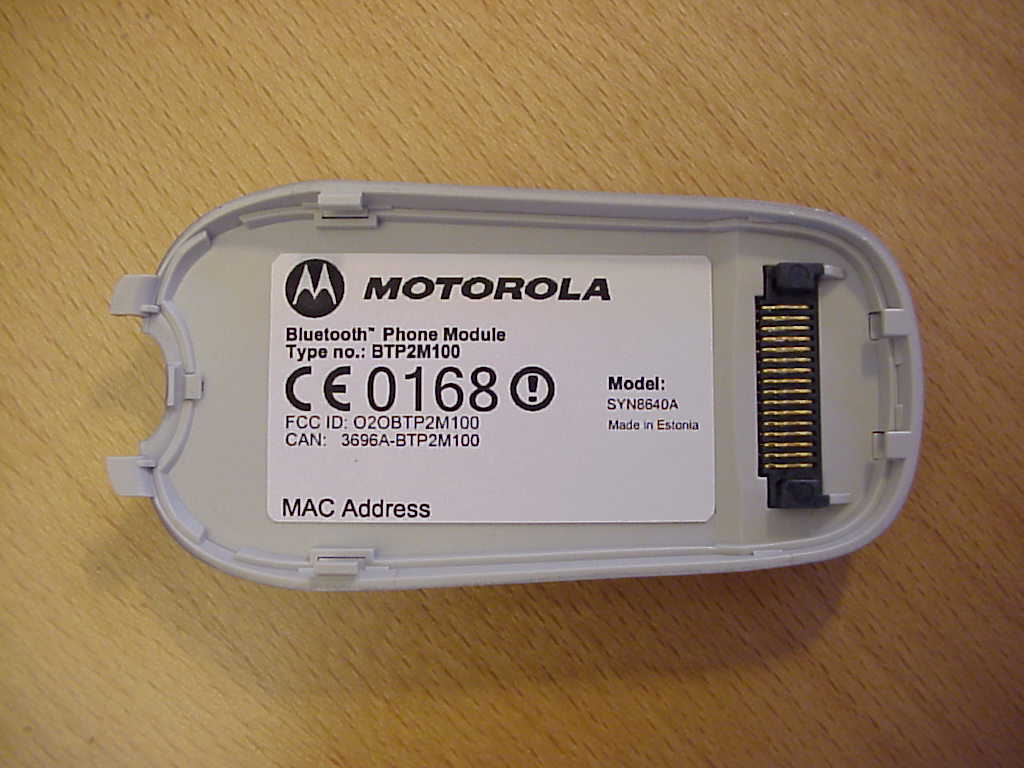 MOTOROLA
Bluetooth™ Phone Module
Type no.: BTP2M100
CE 0168
FCC ID: O2OBTP2M100
CAN: 3696A-BTP2M100
Model:
SYN8640A
Made in Estonia
MAC Address